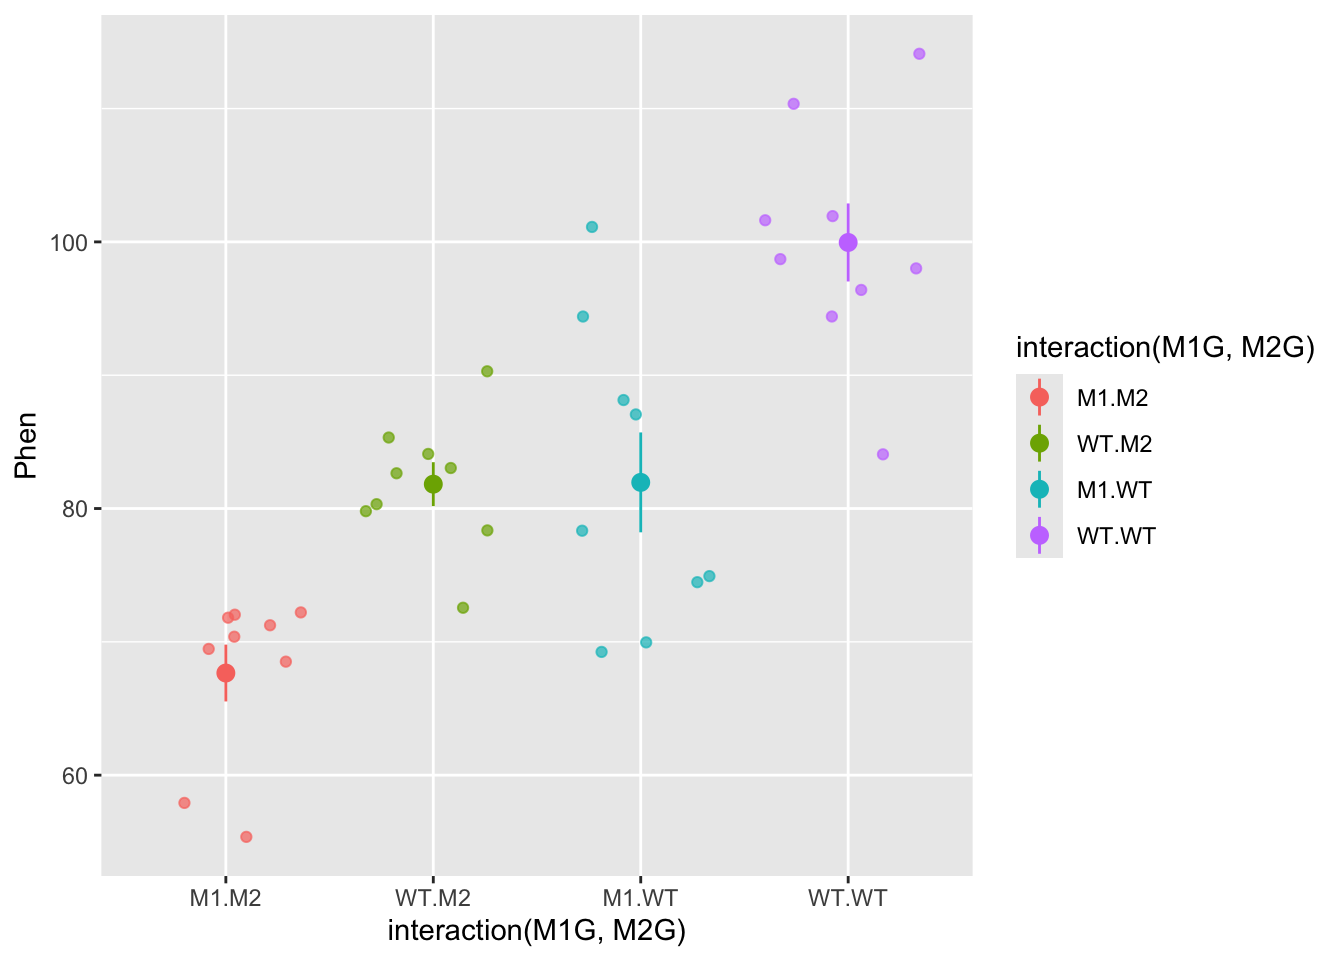 Phen
100
80
60
M1.M2
WT.M2
M1.WT
WT.WT
interaction(M1G, M2G)
interaction(M1G, M2G)
M1.M2
WT.M2
M1.WT
WT.WT